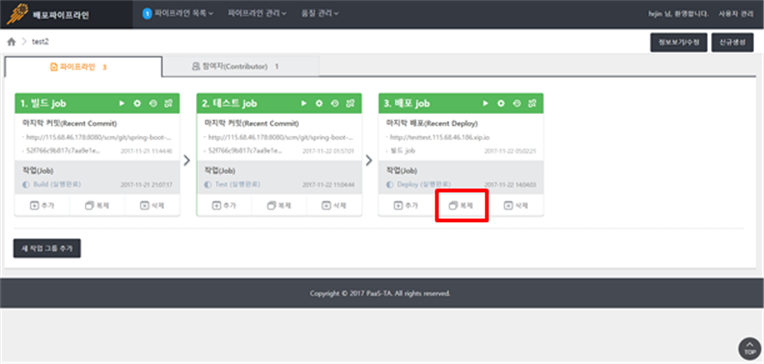 배포파이프라인
1 파이프라인 목록
파이프라인 관리
품질 관리
hrjin 님, 환영합니다.
사용자 관리
test2
정보보기/수정
신규생성
파이프라인 3
참여자(Contributor) 1
1. 빌드 job
마지막 커밋(Recent Commit)
- http://115.68.46.178:8080/scm/git/spring-boot-...
- 52f766c9b817c7aa9e1e... 2017-11-21 11:44:46
작업(Job)
Build (실행완료) 2017-11-21 21:07:17
추가
복제
삭제
2. 테스트 job
마지막 커밋(Recent Commit)
- http://115.68.46.178:8080/scm/git/spring-boot-...
- 52f766c9b817c7aa9e1e... 2017-11-22 01:57:01
작업(Job)
Test (실행완료) 2017-11-22 11:04:44
추가
복제
삭제
3. 배포 job
마지막 배포(Recent Deploy)
- http://testtest.115.68.46.186.xip.io
- 빌드 job 2017-11-22 05:02:21
작업(Job)
Deploy (실행완료) 2017-11-22 14:04:03
추가
복제
삭제
새 작업 그룹 추가
Copyright © 2017 PaaS-TA. All rights reserved.
TOP